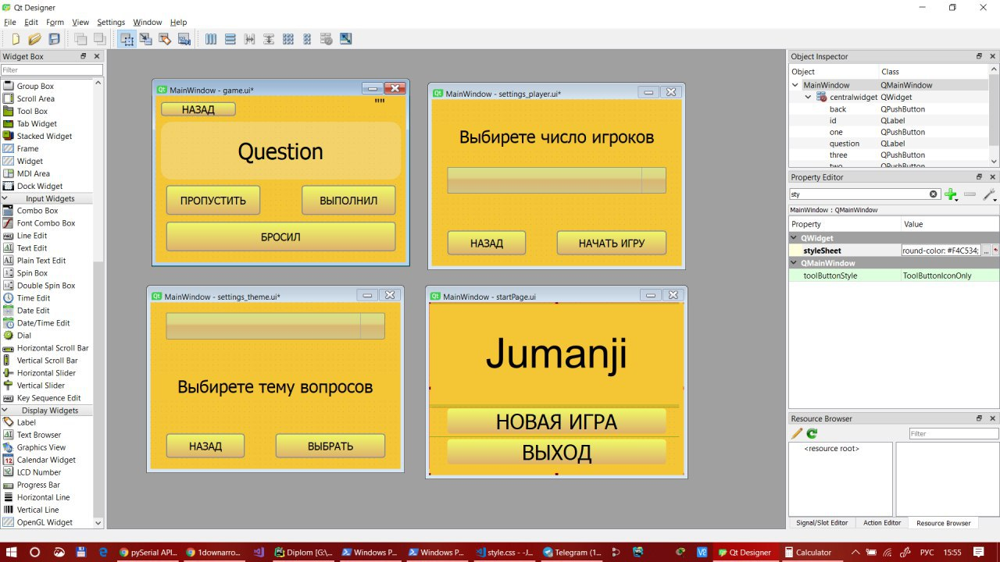 Qt Designer
File Edit Form View Settings Window Help
Widget Box
Filter
Group Box
Scroll Area
Tool Box
Tab Widget
Stacked Widget
Frame
Widget
MDI Area
Dock Widget
Input Widgets
Combo Box
Font Combo Box
Line Edit
Text Edit
Plain Text Edit
Spin Box
Double Spin Box
Time Edit
Date Edit
Date/Time Edit
Dial
Horizontal Scroll Bar
Vertical Scroll Bar
Horizontal Slider
Vertical Slider
Key Sequence Edit
Display Widgets
Label
Text Browser
Graphics View
Calendar Widget
LCD Number
Progress Bar
Horizontal Line
Vertical Line
OpenGL Widget
MainWindow - game.ui*
НАЗАД ""
Question
ПРОПУСТИТЬ ВЫПОЛНИЛ
БРОСИЛ
MainWindow - settings_player.ui*
Выбирете число игроков
НАЗАД НАЧАТЬ ИГРУ
MainWindow - settings_theme.ui*
Выбирете тему вопросов
НАЗАД ВЫБРАТЬ
MainWindow - startPage.ui
Jumanji
НОВАЯ ИГРА
ВЫХОД
Object Inspector
Object Class
MainWindow QMainWindow
centralwidget QWidget
back QPushButton
id QLabel
one QPushButton
question QLabel
three QPushButton
two QPushButton
Property Editor
sty
MainWindow : QMainWindow
Property Value
QWidget
styleSheet round-color: #F4C534; ...
QMainWindow
toolButtonStyle ToolButtonIconOnly
Resource Browser
Filter
<resource root>
Signal/Slot Editor Action Editor Resource Browser
pySerial API... 1downarro... Diplom [G:\... Windows P... Windows P... style.css - -J... Telegram (1... Qt Designer Calculator РУС 15:55